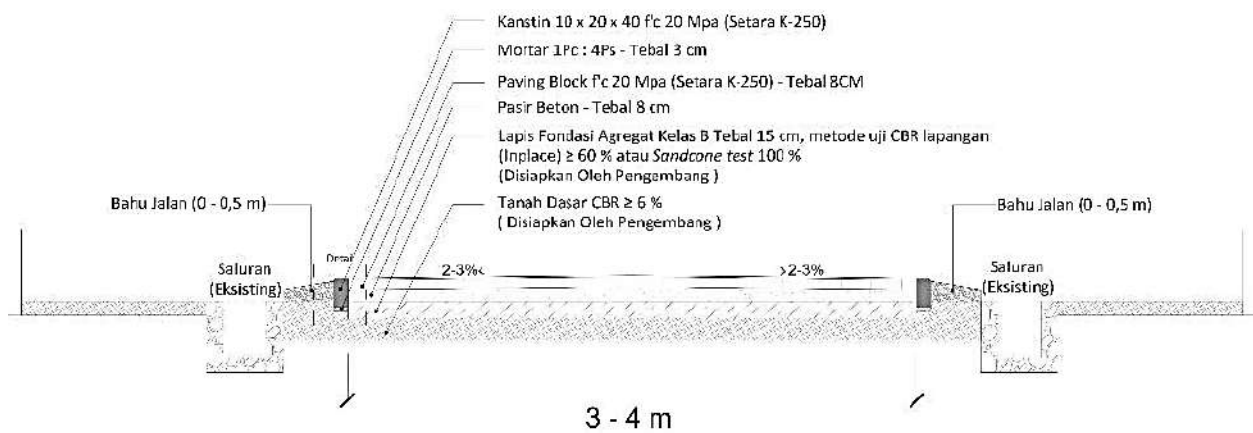 Kanstin 10 x 20 x 40 f'c 20 Mpa (Setara K-250)
Mortar 1Pc : 4Ps - Tebal 3 cm
Paving Block f'c 20 Mpa (Setara K-250) - Tebal 8CM
Pasir Beton - Tebal 8 cm
Lapis Fondasi Agregat Kelas B Tebal 15 cm, metode uji CBR lapangan
(Inplace) ≥ 60 % atau Sandcone test 100 %
(Disiapkan Oleh Pengembang )
Tanah Dasar CBR ≥ 6 %
( Disiapkan Oleh Pengembang )
Bahu Jalan (0 - 0,5 m)
Bahu Jalan (0 - 0,5 m)
Detail
Saluran
(Eksisting)
2-3%
2-3%
Saluran
(Eksisting)
3 - 4 m